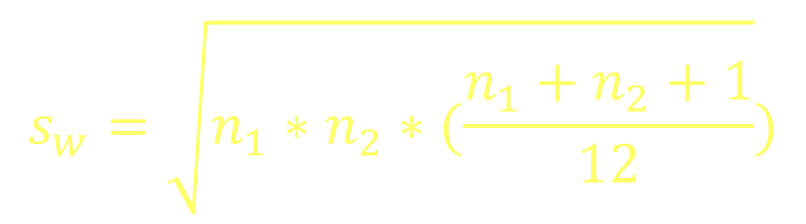 s_w = √(n_1 * n_2 * ((n_1 + n_2 + 1)/12))